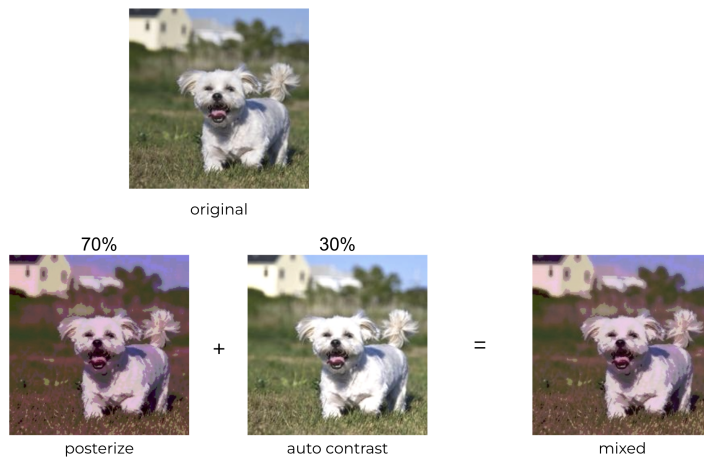 original
70%
30%
+
=
posterize
auto contrast
mixed